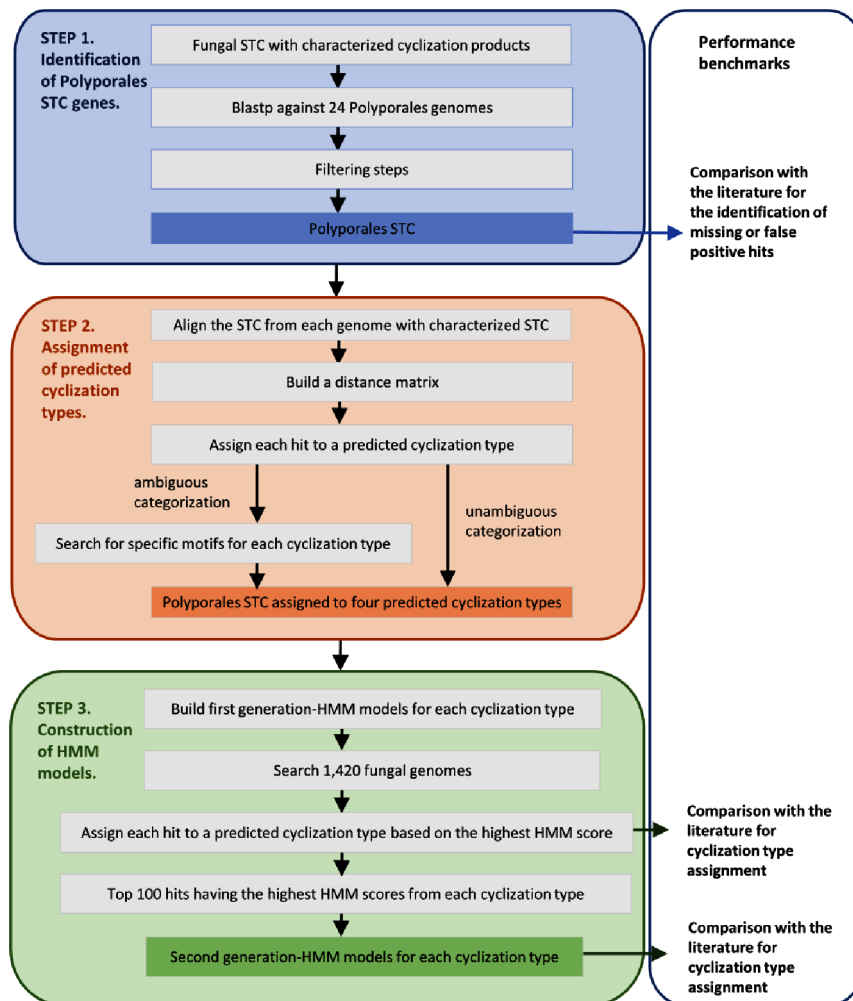 STEP 1.
Identification
of Polyporales
STC genes.
Fungal STC with characterized cyclization products
Blastp against 24 Polyporales genomes
Filtering steps
Polyporales STC
Performance
benchmarks
Comparison with
the literature for
the identification of
missing or false
positive hits
STEP 2.
Assignment
of predicted
cyclization
types.
Align the STC from each genome with characterized STC
Build a distance matrix
Assign each hit to a predicted cyclization type
ambiguous
categorization
unambiguous
categorization
Search for specific motifs for each cyclization type
Polyporales STC assigned to four predicted cyclization types
STEP 3.
Construction
of HMM
models.
Build first generation-HMM models for each cyclization type
Search 1,420 fungal genomes
Assign each hit to a predicted cyclization type based on the highest HMM score
Top 100 hits having the highest HMM scores from each cyclization type
Second generation-HMM models for each cyclization type
Comparison with the
literature for
cyclization type
assignment
Comparison with the
literature for
cyclization type
assignment